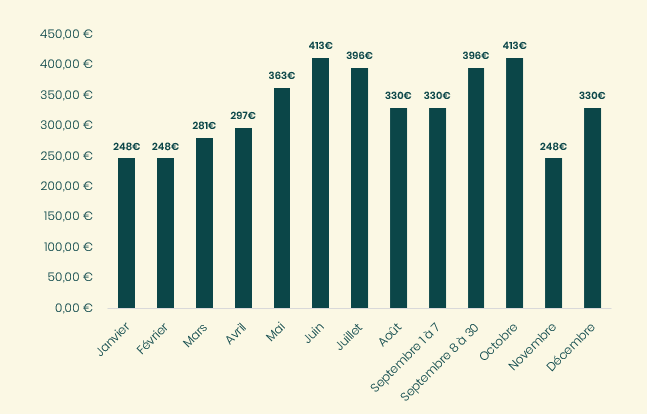 450,00 €
400,00 €
350,00 €
300,00 €
250,00 €
200,00 €
150,00 €
100,00 €
50,00 €
0,00 €
248€
248€
281€
297€
363€
413€
396€
330€
330€
396€
413€
248€
330€
Janvier
Février
Mars
Avril
Mai
Juin
Juillet
Août
Septembre 1 à 7
Septembre 8 à 30
Octobre
Novembre
Décembre